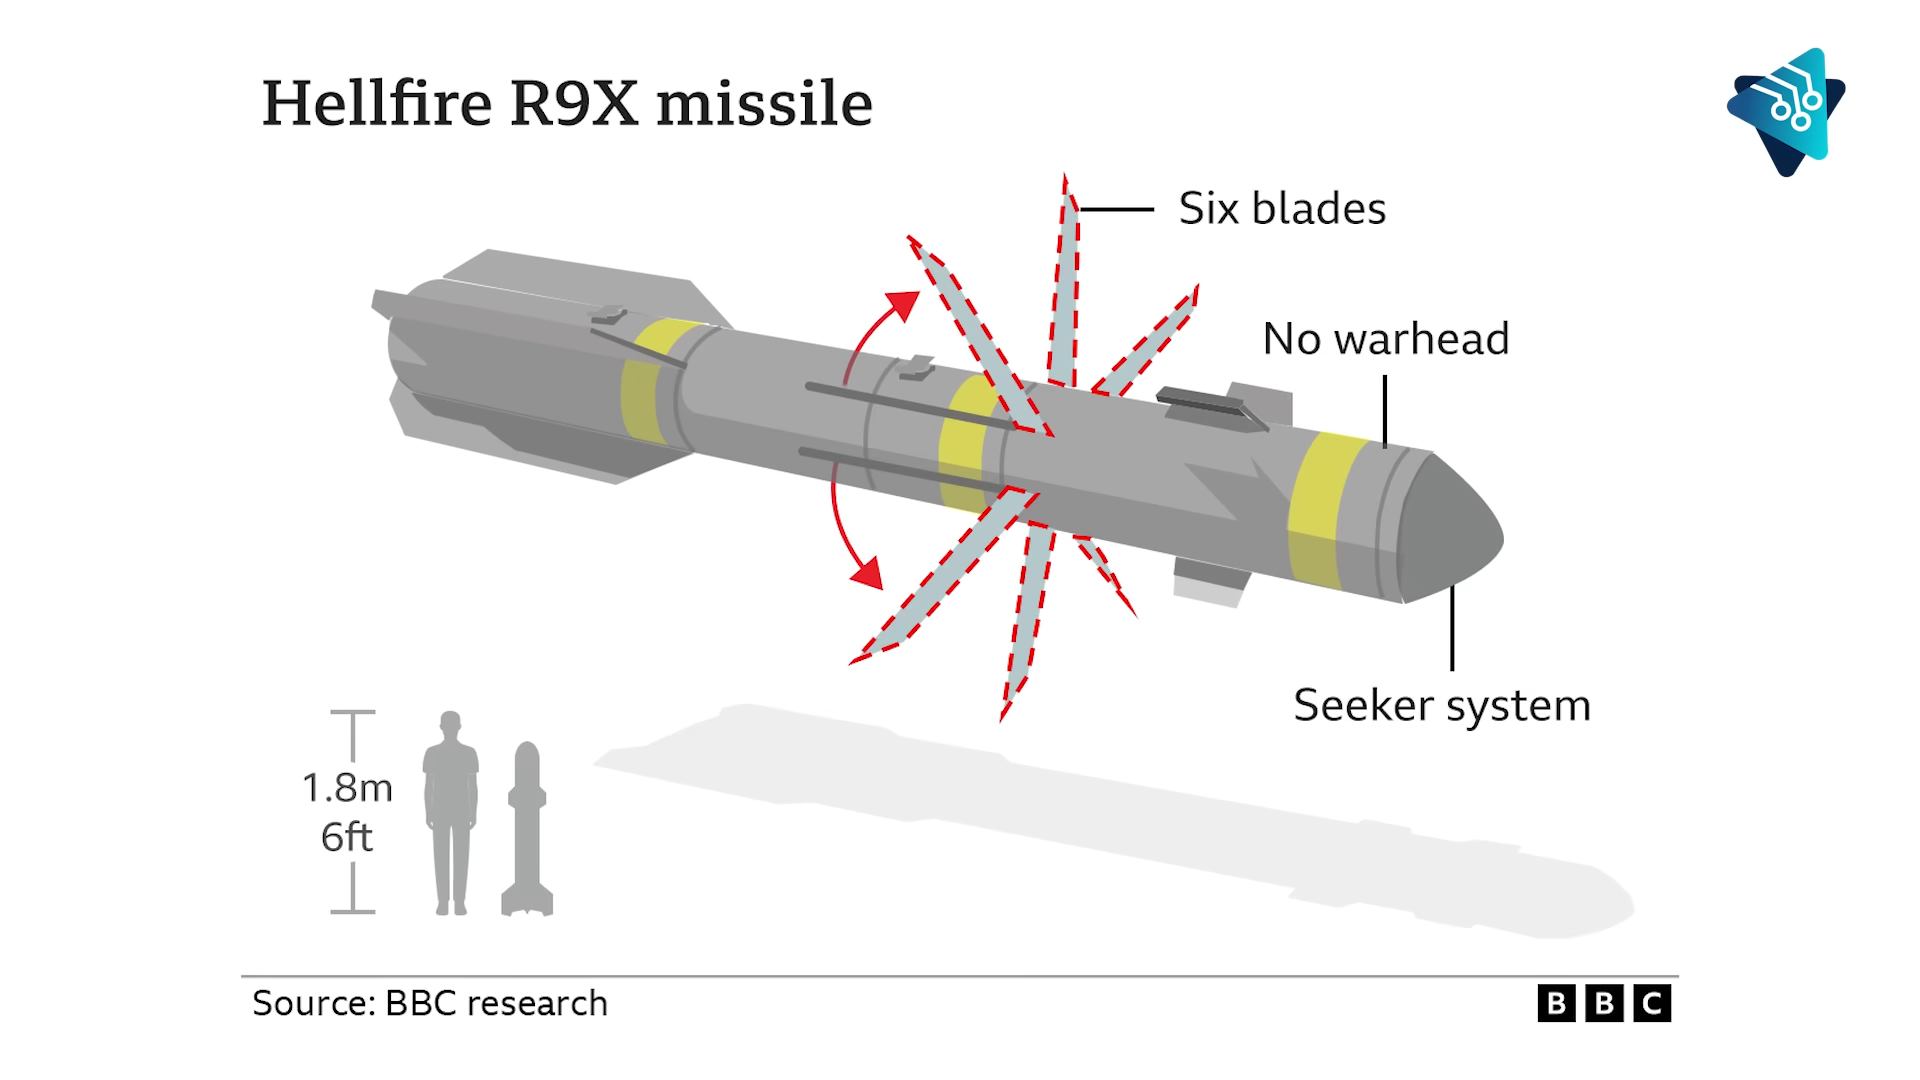 Hellfire R9X missile
Six blades
No warhead
Seeker system
1.8m
6ft
Source: BBC research
BBC